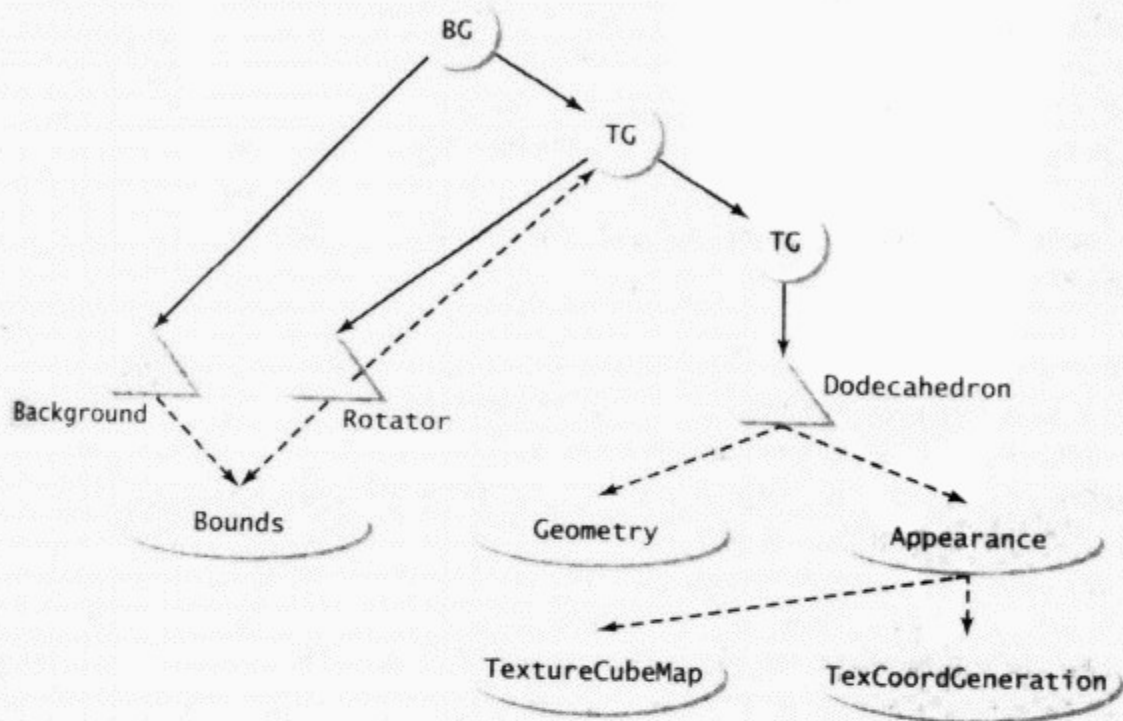 BG
TG
TG
Dodecahedron
Background
Rotator
Bounds
Geometry
Appearance
TextureCubeMap
TexCoordGeneration